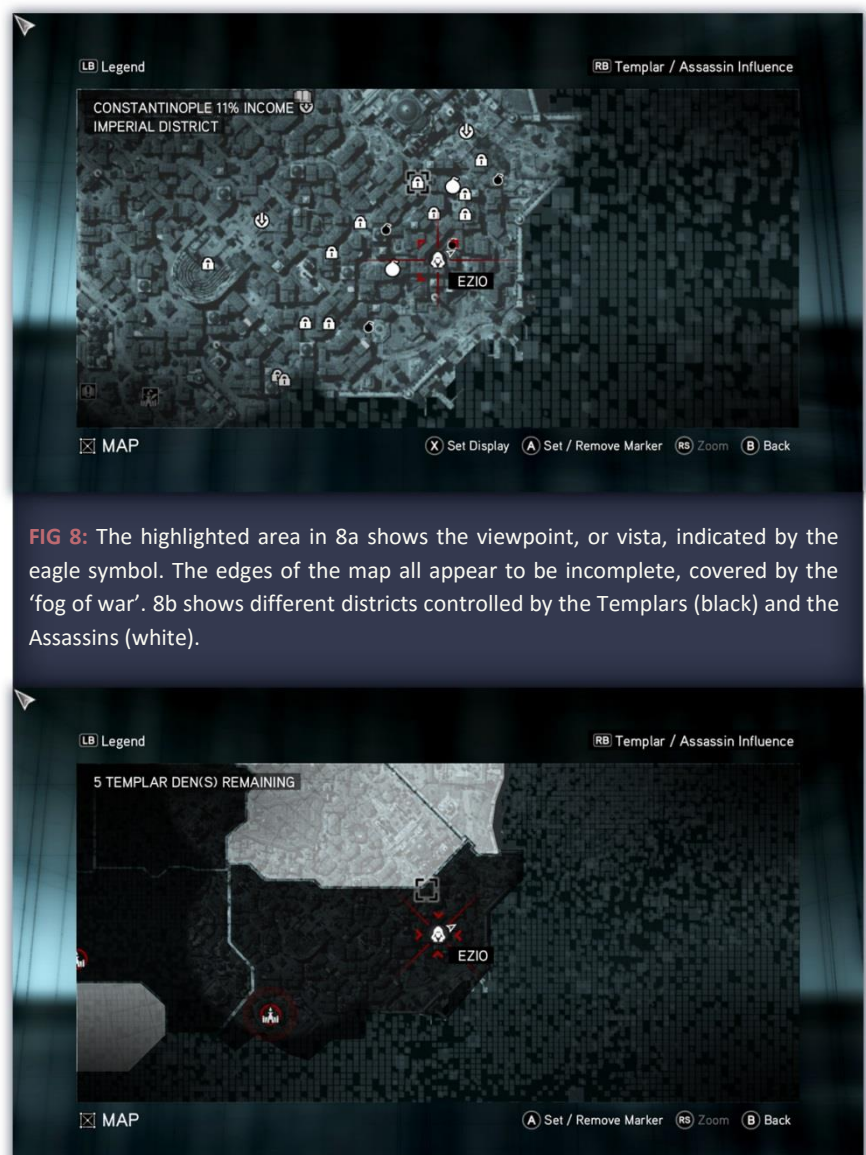 LB Legend
RB Templar / Assassin Influence
CONSTANTINOPLE 11% INCOME
IMPERIAL DISTRICT
EZIO
MAP
X Set Display A Set / Remove Marker RS Zoom B Back
FIG 8: The highlighted area in 8a shows the viewpoint, or vista, indicated by the
eagle symbol. The edges of the map all appear to be incomplete, covered by the
‘fog of war’. 8b shows different districts controlled by the Templars (black) and the
Assassins (white).
LB Legend
RB Templar / Assassin Influence
5 TEMPLAR DEN(S) REMAINING
EZIO
MAP
A Set / Remove Marker RS Zoom B Back